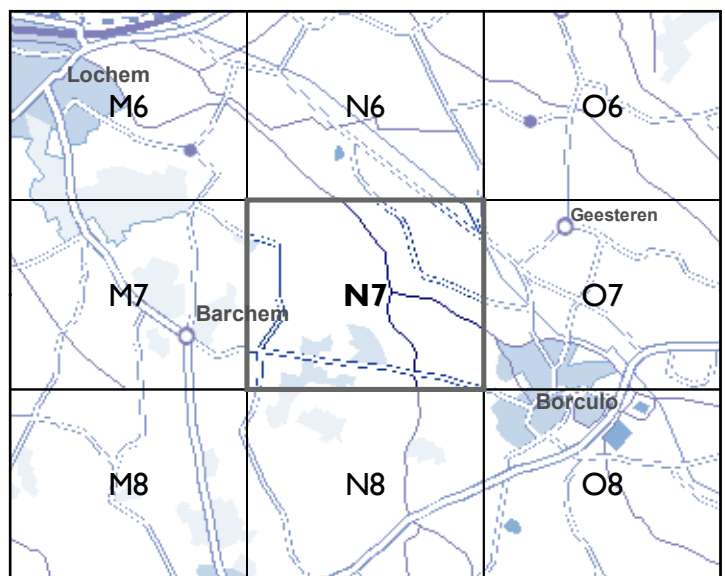 Lochem
M6
N6
O6
Geesteren
M7
N7
O7
Barchem
Borculo
M8
N8
O8